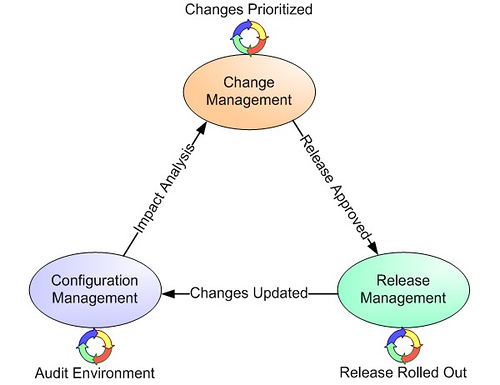 Changes Prioritized
Change
Management
Impact Analysis
Release Approved
Configuration
Management
Changes Updated
Release
Management
Audit Environment
Release Rolled Out